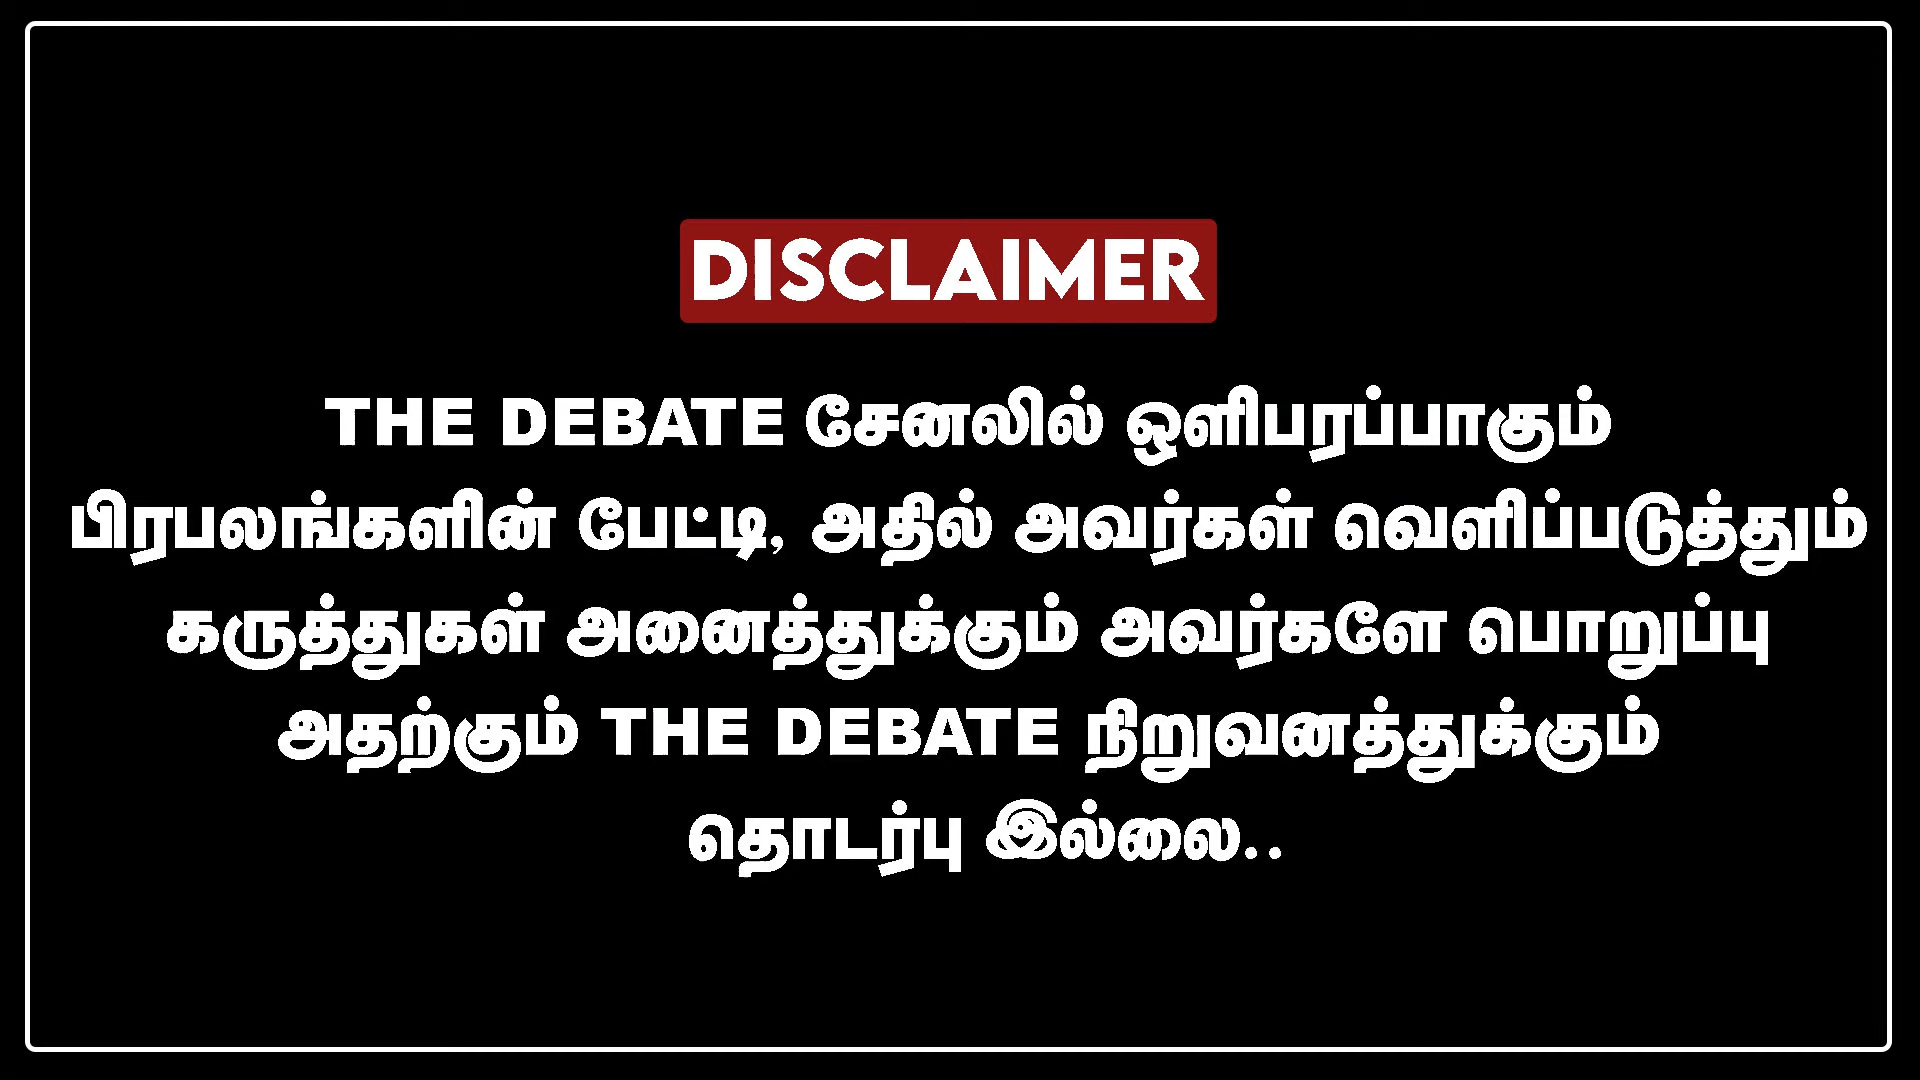 DISCLAIMER
THE DEBATE சேனலில் ஒளிபரப்பாகும்
பிரபலங்களின் பேட்டி, அதில் அவர்கள் வெளிப்படுத்தும்
கருத்துகள் அனைத்துக்கும் அவர்களே பொறுப்பு
அதற்கும் THE DEBATE நிறுவனத்துக்கும்
தொடர்பு இல்லை..